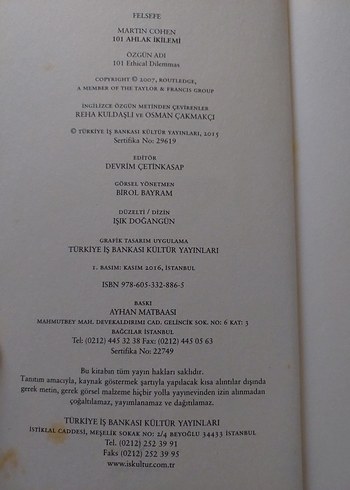 FELSEFE
MARTIN COHEN
101 AHLAK İKİLEMİ
ÖZGÜN ADI
101 Ethical Dilemmas
COPYRIGHT © 2007, ROUTLEDGE,
A MEMBER OF THE TAYLOR & FRANCIS GROUP
İNGİLİZCE ÖZGÜN METİNDEN ÇEVİRENLER
REHA KULDAŞLI ve OSMAN ÇAKMAKÇI
© TÜRKİYE İŞ BANKASI KÜLTÜR YAYINLARI, 2015
Sertifika No: 29619
EDİTÖR
DEVRİM ÇETİNKASAP
GÖRSEL YÖNETMEN
BİROL BAYRAM
DÜZELTİ / DİZİN
IŞIK DOĞANGÜN
GRAFİK TASARIM UYGULAMA
TÜRKİYE İŞ BANKASI KÜLTÜR YAYINLARI
1. BASIM: KASIM 2016, İSTANBUL
ISBN 978-605-332-886-5
BASKI
AYHAN MATBAASI
MAHMUTBEY MAH. DEVEKALDIRIMI CAD. GELİNCİK SOK. NO: 6 KAT: 3
BAĞCILAR İSTANBUL
Tel: (0212) 445 32 38 Fax: (0212) 445 05 63
Sertifika No: 22749
Bu kitabın tüm yayın hakları saklıdır.
Tanıtım amacıyla, kaynak göstermek şartıyla yapılacak kısa alıntılar dışında
gerek metin, gerek görsel malzeme hiçbir yolla yayınevinden izin alınmadan
çoğaltılamaz, yayımlanamaz ve dağıtılamaz.
TÜRKİYE İŞ BANKASI KÜLTÜR YAYINLARI
İSTİKLAL CADDESİ, MEŞELİK SOKAK NO: 2/4 BEYOĞLU 34433 İSTANBUL
Tel. (0212) 252 39 91
Faks (0212) 252 39 95
www.iskultur.com.tr